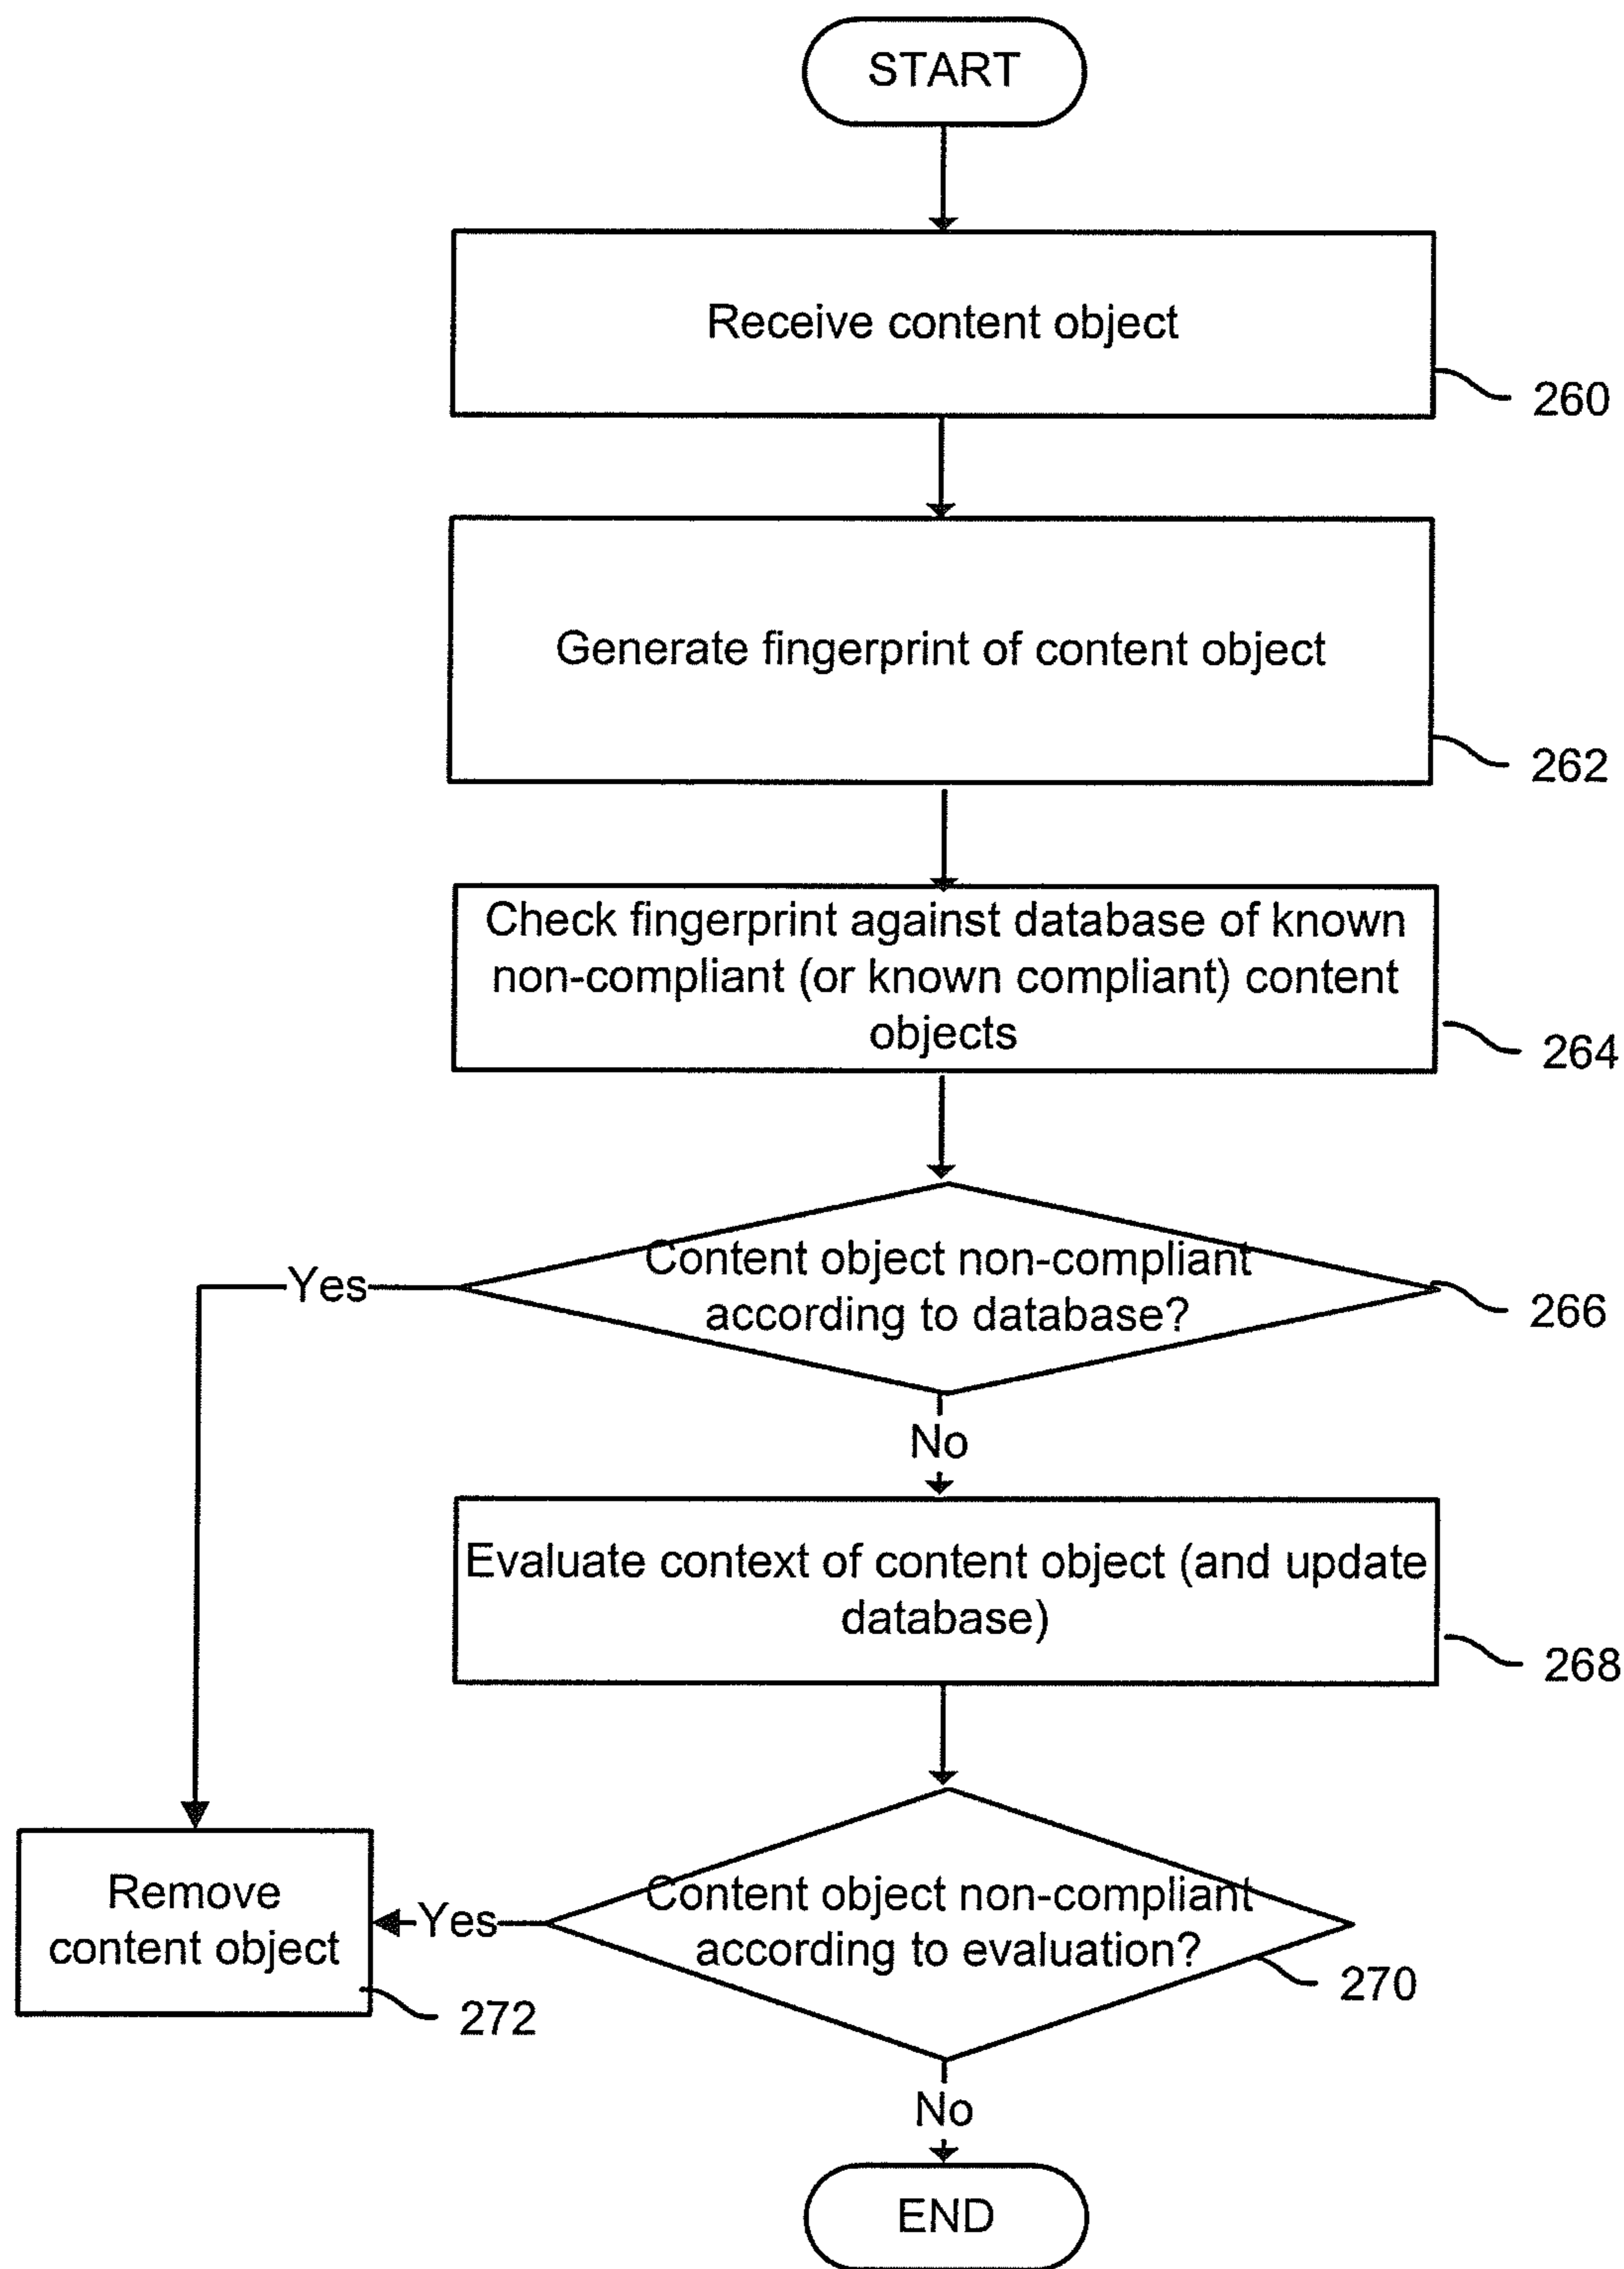 START
Receive content object
260
Generate fingerprint of content object
262
Check fingerprint against database of known
non-compliant (or known compliant) content
objects
264
Content object non-compliant
according to database?
Yes
266
No
Evaluate context of content object (and update
database)
268
Remove
content object
272
Yes
Content object non-compliant
according to evaluation?
270
No
END